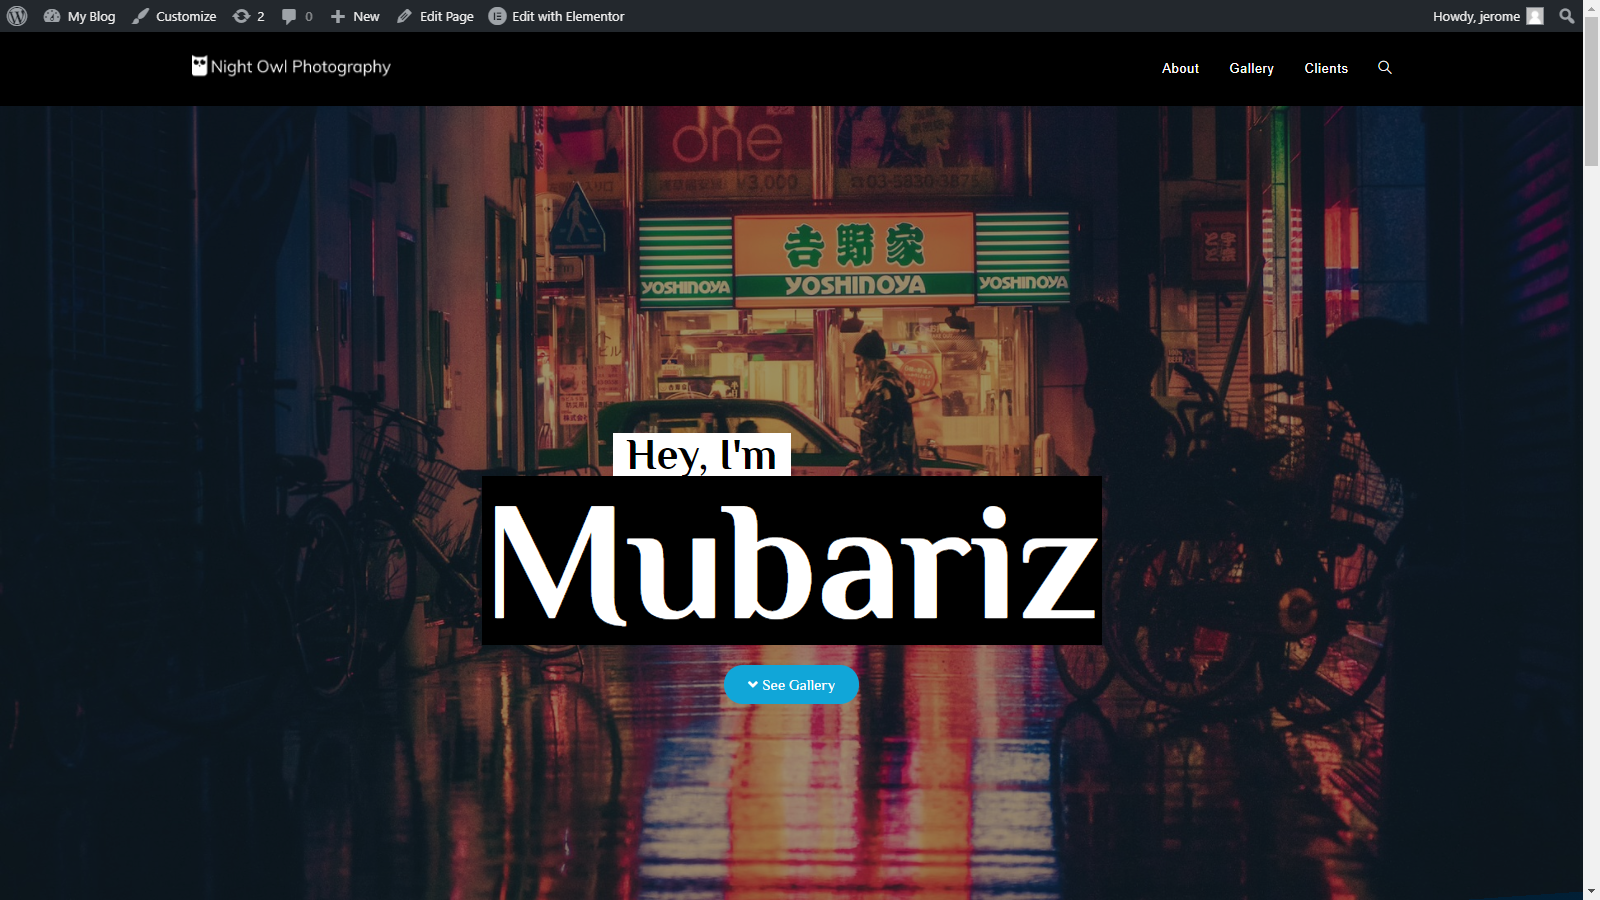 My Blog Customize 2 0 New Edit Page Edit with Elementor Howdy, jerome
Night Owl Photography About Gallery Clients
one
¥3,000 ☎03-5830-3875
吉野家
YOSHINOYA YOSHINOYA YOSHINOYA
Hey, I'm
Mubariz
See Gallery